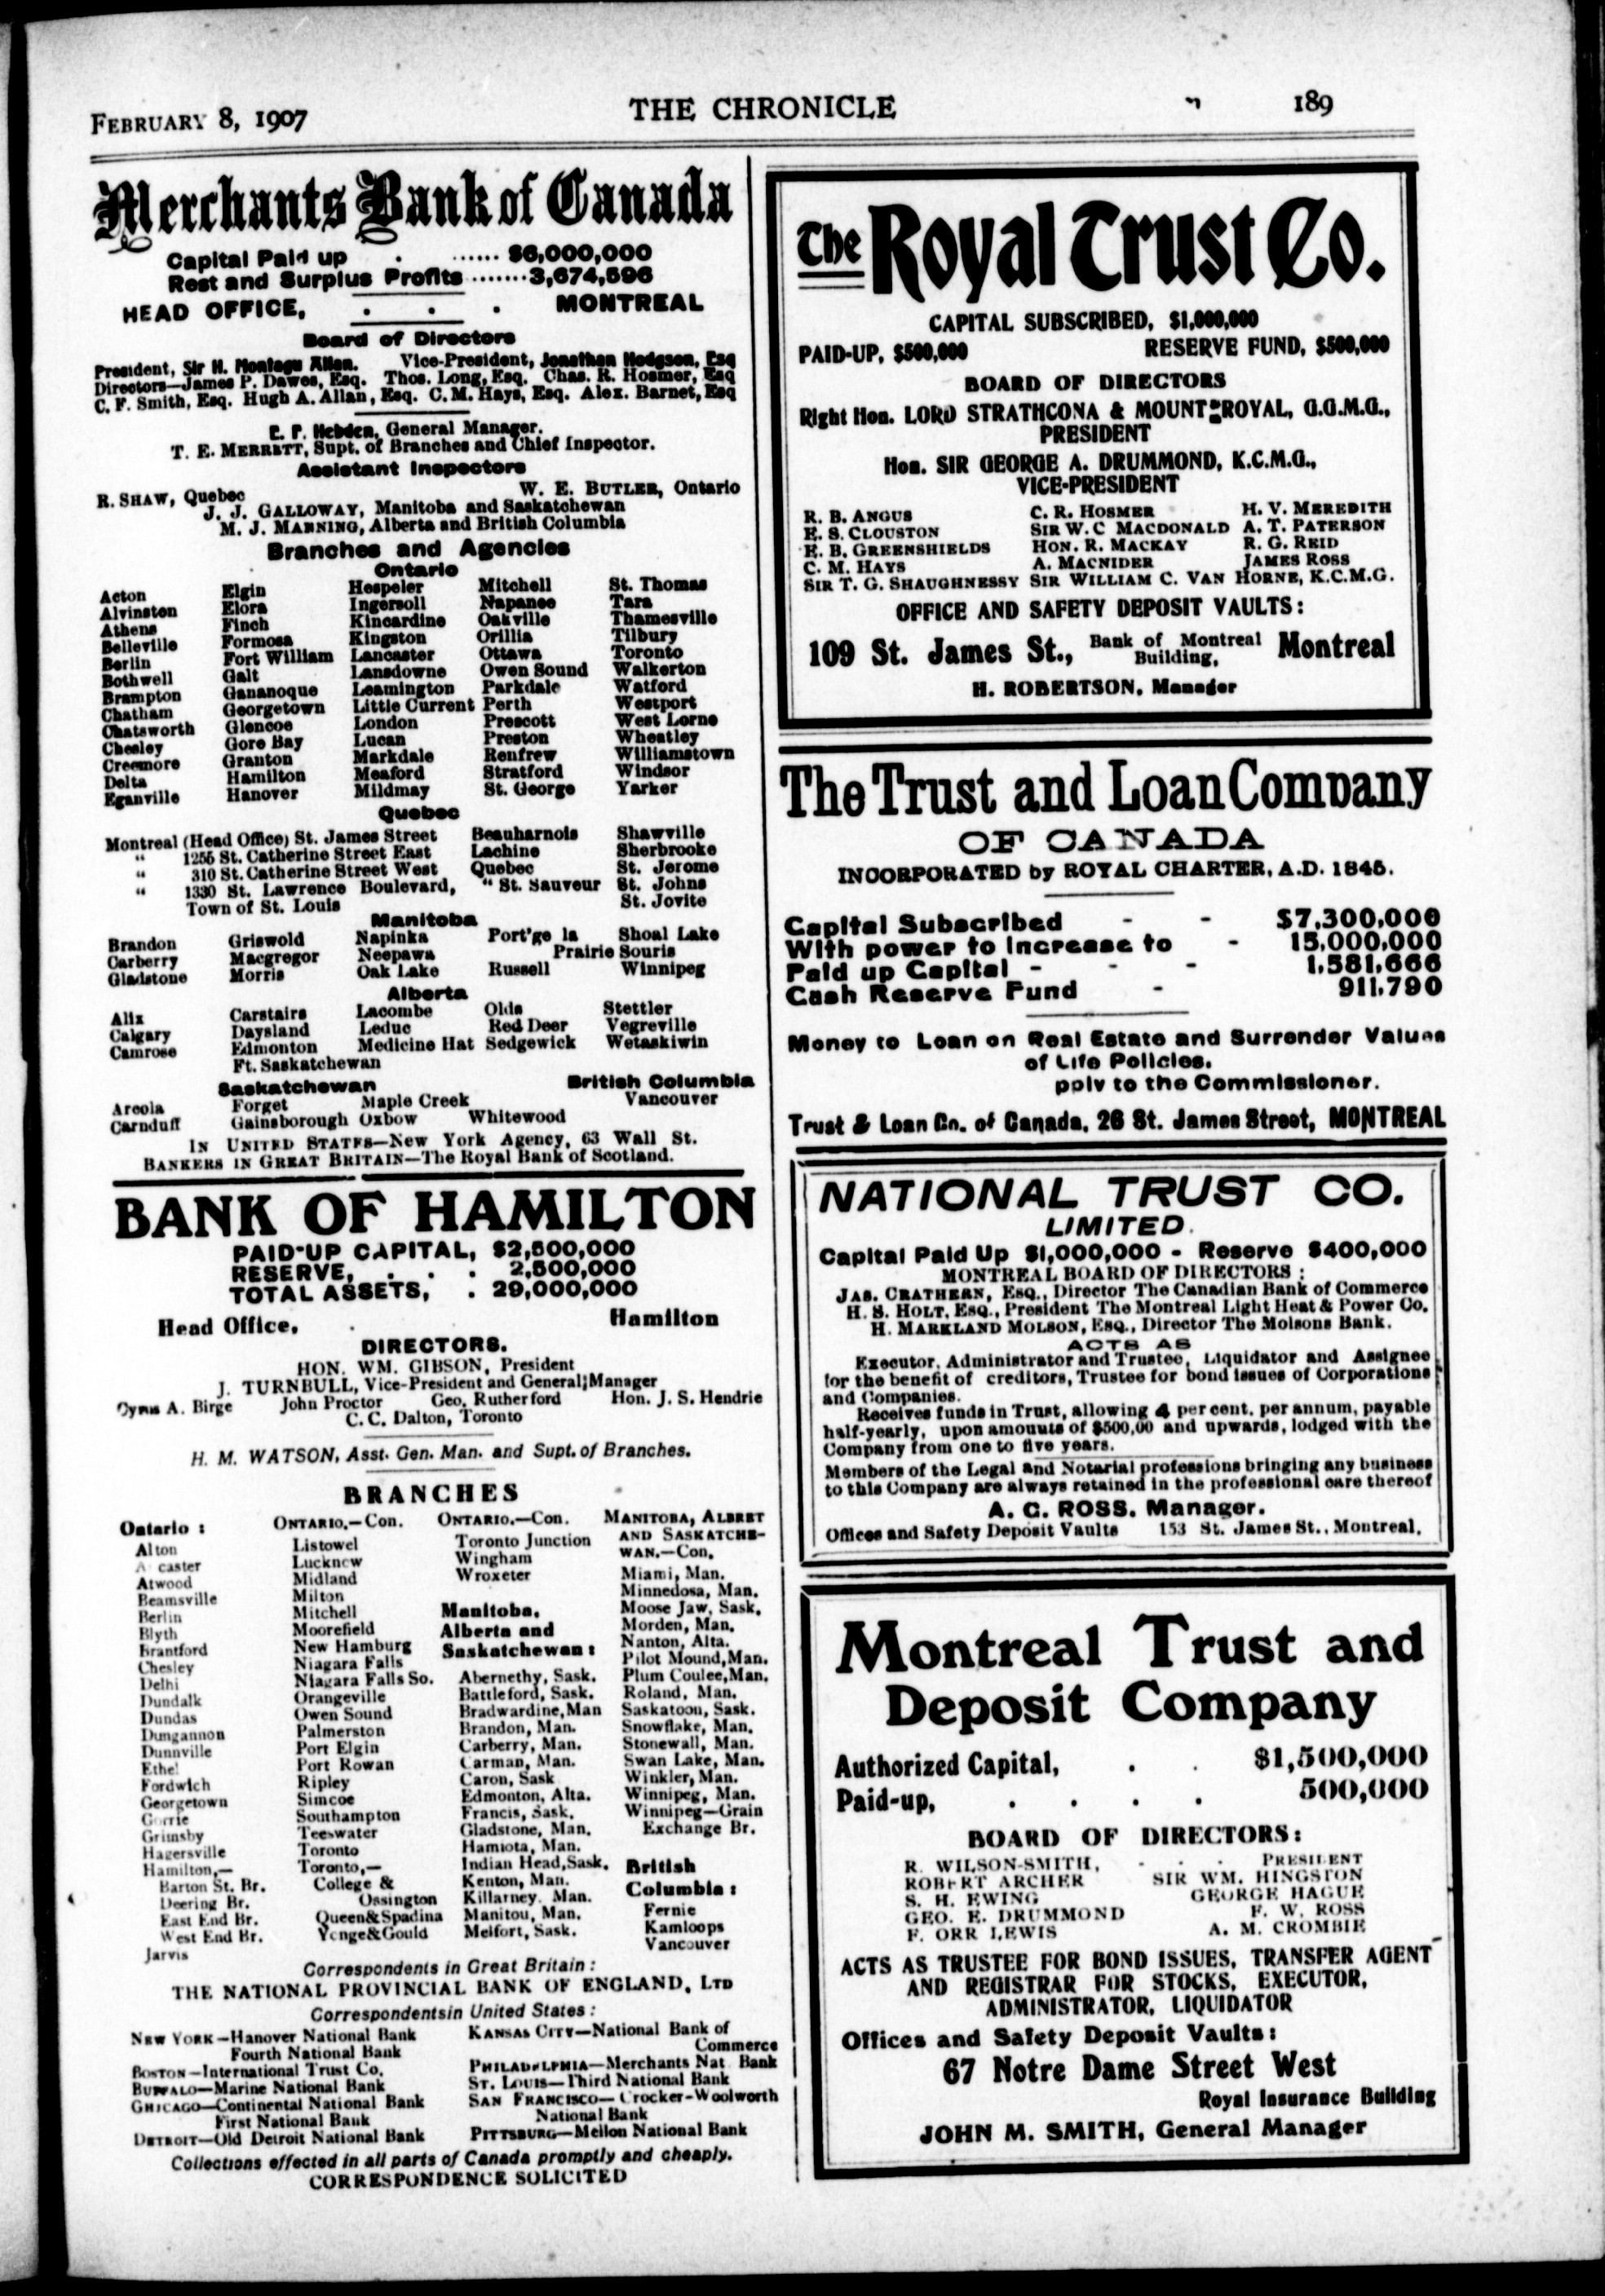 FEBRUARY 8, 1907
THE CHRONICLE
189
Merchants Bank of Canada
Capital Paid up . ...... $6,000,000
Rest and Surplus Profits ....... 3,674,596
HEAD OFFICE, . . . MONTREAL
Board of Directors
President, Sir H. Montagu Allan. Vice-President, Jonathan Hodgson, Esq
Directors—James P. Dawes, Esq. Thos. Long, Esq. Chas. R. Hosmer, Esq
C. F. Smith, Esq. Hugh A. Allan, Esq. C. M. Hays, Esq. Alex. Barnet, Esq
E. F. Hebden, General Manager.
T. E. MERRETT, Supt. of Branches and Chief Inspector.
Assistant Inspectors
R. SHAW, Quebec W. E. BUTLER, Ontario
J. J. GALLOWAY, Manitoba and Saskatchewan
M. J. MANNING, Alberta and British Columbia
Branches and Agencies
Ontario
Acton Elgin Hespeler Mitchell St. Thomas
Alvinston Elora Ingersoll Napanee Tara
Athens Finch Kincardine Oakville Thamesville
Belleville Formosa Kingston Orillia Tilbury
Berlin Fort William Lancaster Ottawa Toronto
Bothwell Galt Lansdowne Owen Sound Walkerton
Brampton Gananoque Leamington Parkdale Watford
Chatham Georgetown Little Current Perth Westport
Chatsworth Glencoe London Prescott West Lorne
Chesley Gore Bay Lucan Preston Wheatley
Creemore Granton Markdale Renfrew Williamstown
Delta Hamilton Meaford Stratford Windsor
Eganville Hanover Mildmay St. George Yarker
Quebec
Montreal (Head Office) St. James Street Beauharnois Shawville
" 1255 St. Catherine Street East Lachine Sherbrooke
" 310 St. Catherine Street West Quebec St. Jerome
" 1330 St. Lawrence Boulevard, " St. Sauveur St. Johns
Town of St. Louis St. Jovite
Manitoba
Brandon Griswold Napinka Port'ge la Shoal Lake
Carberry Macgregor Neepawa Prairie Souris
Gladstone Morris Oak Lake Russell Winnipeg
Alberta
Alix Carstairs Lacombe Olds Stettler
Calgary Daysland Leduc Red Deer Vegreville
Camrose Edmonton Medicine Hat Sedgewick Wetaskiwin
Ft. Saskatchewan
Saskatchewan British Columbia
Arcola Forget Maple Creek Vancouver
Carnduff Gainsborough Oxbow Whitewood
IN UNITED STATES—New York Agency, 63 Wall St.
BANKERS IN GREAT BRITAIN—The Royal Bank of Scotland.
BANK OF HAMILTON
PAID-UP CAPITAL, $2,500,000
RESERVE, . . . 2,500,000
TOTAL ASSETS, . 29,000,000
Head Office, . Hamilton
DIRECTORS.
HON. WM. GIBSON, President
J. TURNBULL, Vice-President and General Manager
Cyrus A. Birge John Proctor Geo. Rutherford Hon. J. S. Hendrie
C. C. Dalton, Toronto
H. M. WATSON, Asst. Gen. Man. and Supt. of Branches.
BRANCHES
Ontario :
Alton
A caster
Atwood
Beamsville
Berlin
Blyth
Brantford
Chesley
Delhi
Dundalk
Dundas
Dungannon
Dunnville
Ethel
Fordwich
Georgetown
Gorrie
Grimsby
Hagersville
Hamilton,—
Barton St. Br.
Deering Br.
East End Br.
West End Br.
Jarvis
ONTARIO.—Con.
Listowel
Lucknow
Midland
Milton
Mitchell
Moorefield
New Hamburg
Niagara Falls
Niagara Falls So.
Orangeville
Owen Sound
Palmerston
Port Elgin
Port Rowan
Ripley
Simcoe
Southampton
Teeswater
Toronto
Toronto,—
College &
Ossington
Queen&Spadina
Yonge&Gould
ONTARIO.—Con.
Toronto Junction
Wingham
Wroxeter
Manitoba,
Alberta and
Saskatchewan :
Abernethy, Sask.
Battleford, Sask.
Bradwardine, Man
Brandon, Man.
Carberry, Man.
Carman, Man.
Caron, Sask
Edmonton, Alta.
Francis, Sask.
Gladstone, Man.
Hamiota, Man.
Indian Head, Sask.
Kenton, Man.
Killarney, Man.
Manitou, Man.
Melfort, Sask.
MANITOBA, ALBERT
AND SASKATCHE-
WAN.—Con.
Miami, Man.
Minnedosa, Man.
Moose Jaw, Sask.
Morden, Man.
Nanton, Alta.
Pilot Mound, Man.
Plum Coulee, Man.
Roland, Man.
Saskatoon, Sask.
Snowflake, Man.
Stonewall, Man.
Swan Lake, Man.
Winkler, Man.
Winnipeg, Man.
Winnipeg—Grain
Exchange Br.
British
Columbia :
Fernie
Kamloops
Vancouver
Correspondents in Great Britain :
THE NATIONAL PROVINCIAL BANK OF ENGLAND, LTD
Correspondents in United States :
NEW YORK—Hanover National Bank
Fourth National Bank
BOSTON—International Trust Co.
BUFFALO—Marine National Bank
CHICAGO—Continental National Bank
First National Bank
DETROIT—Old Detroit National Bank
KANSAS CITY—National Bank of
Commerce
PHILADELPHIA—Merchants Nat. Bank
ST. LOUIS—Third National Bank
SAN FRANCISCO—Crocker-Woolworth
National Bank
PITTSBURG—Mellon National Bank
Collections effected in all parts of Canada promptly and cheaply.
CORRESPONDENCE SOLICITED
The Royal Trust Co.
CAPITAL SUBSCRIBED, $1,000,000
PAID-UP, $500,000 RESERVE FUND, $500,000
BOARD OF DIRECTORS
Right Hon. LORD STRATHCONA & MOUNT ROYAL, G.G.M.G.,
PRESIDENT
Hon. SIR GEORGE A. DRUMMOND, K.C.M.G.,
VICE-PRESIDENT
R. B. ANGUS C. R. HOSMER H. V. MEREDITH
E. S. CLOUSTON SIR W. C MACDONALD A. T. PATERSON
E. B. GREENSHIELDS HON. R. MACKAY R. G. REID
C. M. HAYS A. MACNIDER JAMES ROSS
SIR T. G. SHAUGHNESSY SIR WILLIAM C. VAN HORNE, K.C.M.G.
OFFICE AND SAFETY DEPOSIT VAULTS :
109 St. James St., Bank of Montreal Building, Montreal
H. ROBERTSON, Manager
The Trust and Loan Company
OF CANADA
INCORPORATED by ROYAL CHARTER, A.D. 1845.
Capital Subscribed - - $7,300,000
With power to increase to - 15,000,000
Paid up Capital - - - 1,581,666
Cash Reserve Fund - 911,790
Money to Loan on Real Estate and Surrender Values
of Life Policies.
pply to the Commissioner.
Trust & Loan Co. of Canada, 26 St. James Street, MONTREAL
NATIONAL TRUST CO.
LIMITED.
Capital Paid Up $1,000,000 - Reserve $400,000
MONTREAL BOARD OF DIRECTORS :
JAS. CRATHERN, ESQ., Director The Canadian Bank of Commerce
H. S. HOLT, ESQ., President The Montreal Light Heat & Power Co.
H. MARKLAND MOLSON, ESQ., Director The Molsons Bank.
ACTS AS
Executor, Administrator and Trustee, Liquidator and Assignee
for the benefit of creditors, Trustee for bond issues of Corporations
and Companies.
Receives funds in Trust, allowing 4 per cent. per annum, payable
half-yearly, upon amounts of $500,00 and upwards, lodged with the
Company from one to five years.
Members of the Legal and Notarial professions bringing any business
to this Company are always retained in the professional care thereof
A. G. ROSS. Manager.
Offices and Safety Deposit Vaults 153 St. James St., Montreal.
Montreal Trust and
Deposit Company
Authorized Capital, . . $1,500,000
Paid-up, . . . . 500,000
BOARD OF DIRECTORS :
R. WILSON-SMITH, - - - PRESIDENT
ROBERT ARCHER SIR WM. HINGSTON
S. H. EWING GEORGE HAGUE
GEO. E. DRUMMOND F. W. ROSS
F. ORR LEWIS A. M. CROMBIE
ACTS AS TRUSTEE FOR BOND ISSUES, TRANSFER AGENT
AND REGISTRAR FOR STOCKS, EXECUTOR,
ADMINISTRATOR, LIQUIDATOR
Offices and Safety Deposit Vaults :
67 Notre Dame Street West
Royal Insurance Building
JOHN M. SMITH, General Manager